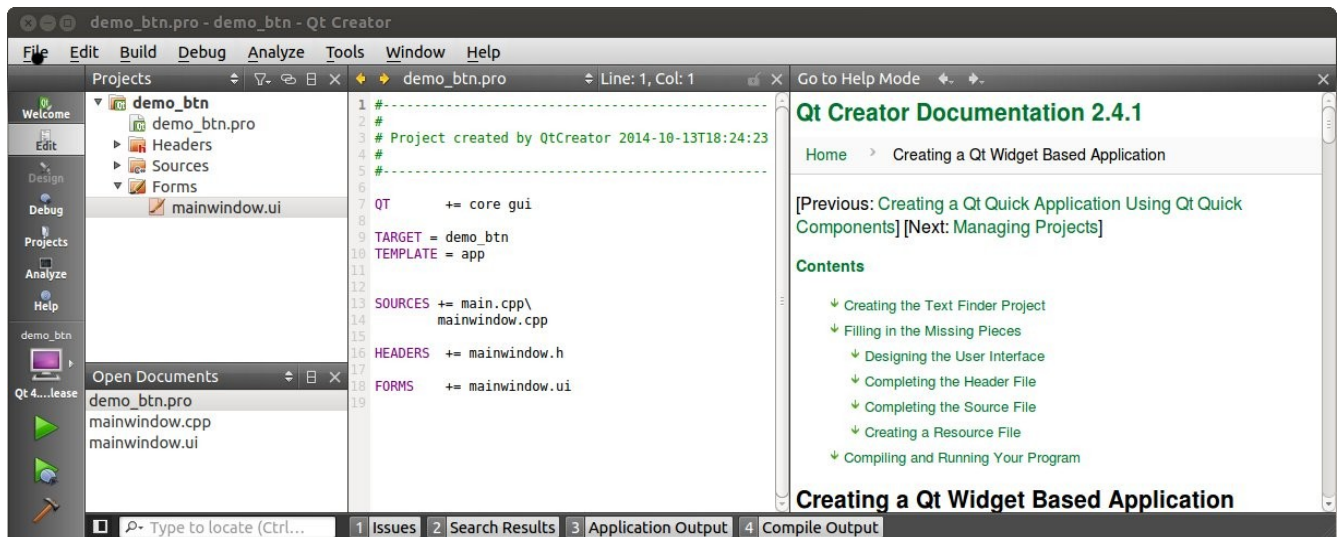 demo_btn.pro - demo_btn - Qt Creator
File Edit Build Debug Analyze Tools Window Help
Projects
demo_btn.pro
Line: 1, Col: 1
Go to Help Mode
Welcome
Edit
Design
Debug
Projects
Analyze
Help
demo_btn
Qt 4....lease
demo_btn
demo_btn.pro
Headers
Sources
Forms
mainwindow.ui
Open Documents
demo_btn.pro
mainwindow.cpp
mainwindow.ui
1 #-------------------------------------------------
2 #
3 # Project created by QtCreator 2014-10-13T18:24:23
4 #
5 #-------------------------------------------------
6
7 QT       += core gui
8
9 TARGET = demo_btn
10 TEMPLATE = app
11
12
13 SOURCES += main.cpp\
14         mainwindow.cpp
15
16 HEADERS  += mainwindow.h
17
18 FORMS    += mainwindow.ui
19
Qt Creator Documentation 2.4.1
Home > Creating a Qt Widget Based Application
[Previous: Creating a Qt Quick Application Using Qt Quick
Components] [Next: Managing Projects]
Contents
Creating the Text Finder Project
Filling in the Missing Pieces
Designing the User Interface
Completing the Header File
Completing the Source File
Creating a Resource File
Compiling and Running Your Program
Creating a Qt Widget Based Application
Type to locate (Ctrl...
1 Issues 2 Search Results 3 Application Output 4 Compile Output